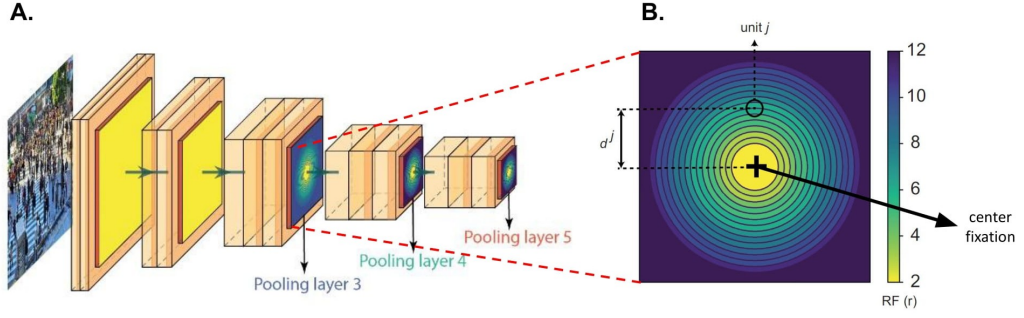 A.
B.
unit j
12
10
8
6
4
2
RF (r)
d j
center
fixation
Pooling layer 5
Pooling layer 4
Pooling layer 3